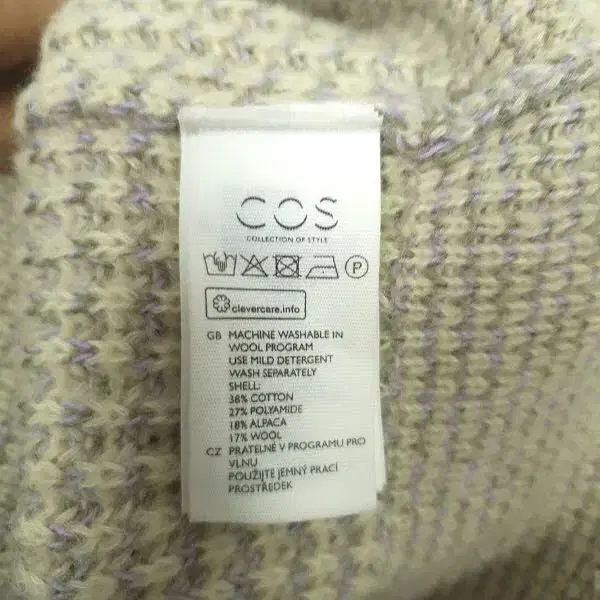 COS
COLLECTION OF STYLE
P
clevercare.info
GB MACHINE WASHABLE IN
WOOL PROGRAM
USE MILD DETERGENT
WASH SEPARATELY
SHELL:
38% COTTON
27% POLYAMIDE
18% ALPACA
17% WOOL
CZ PRATELNÉ V PROGRAMU PRO
VLNU
POUŽIJTE JEMNÝ PRACÍ
PROSTŘEDEK